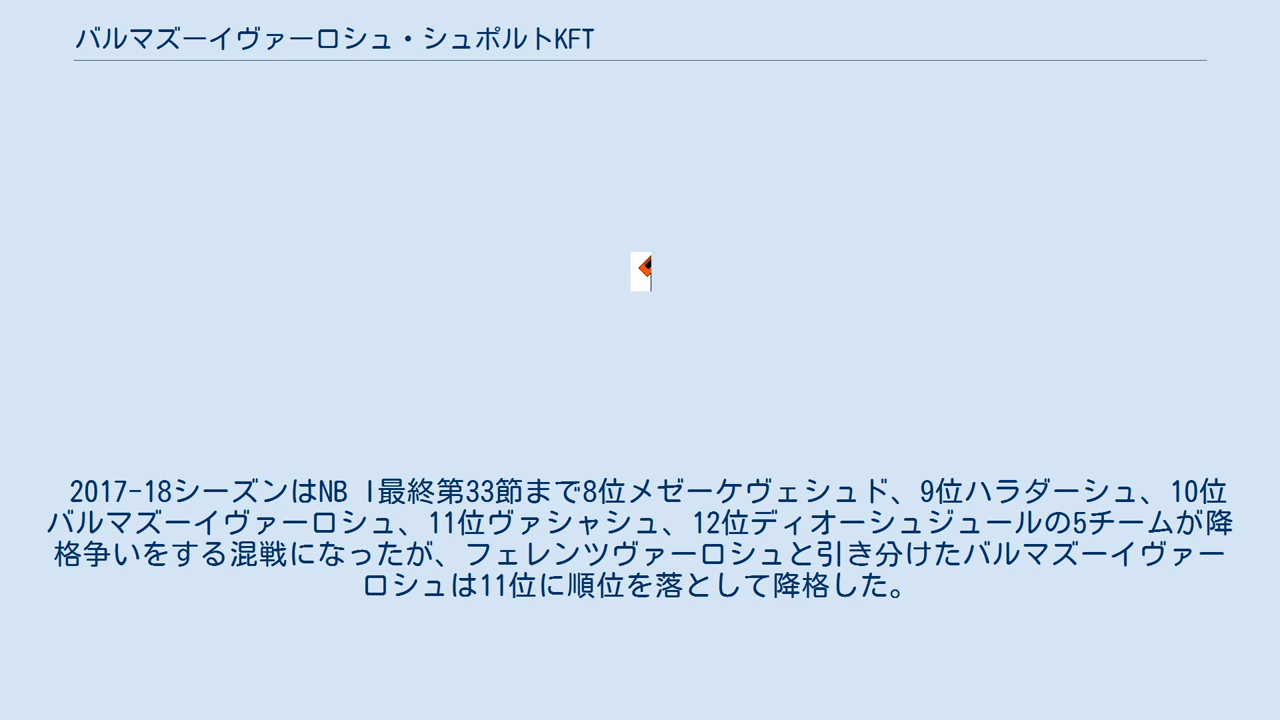 バルマズーイヴァーロシュ・シュポルトKFT
2017-18シーズンはNB I最終第33節まで8位メゼーケヴェシュド、9位ハラダーシュ、10位
バルマズーイヴァーロシュ、11位ヴァシャシュ、12位ディオーシュジュールの5チームが降
格争いをする混戦になったが、フェレンツヴァーロシュと引き分けたバルマズーイヴァー
ロシュは11位に順位を落として降格した。